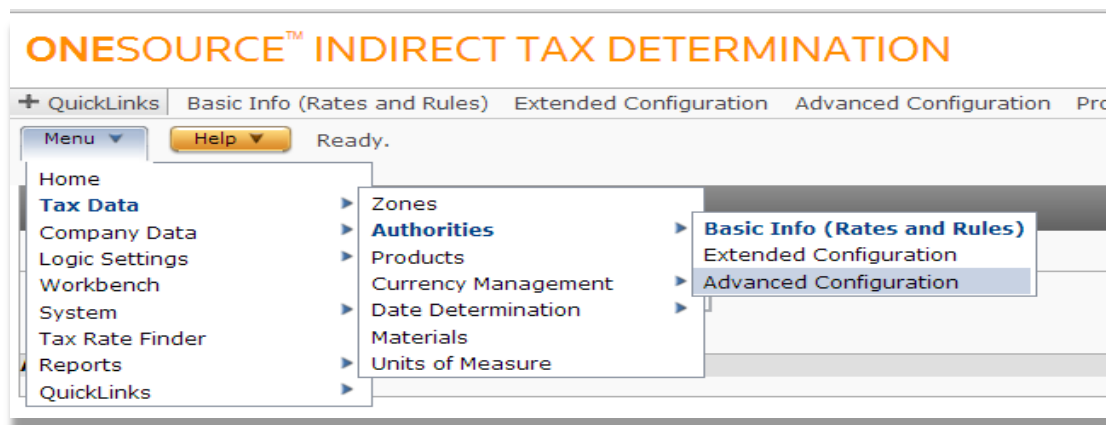 ONESOURCE™ INDIRECT TAX DETERMINATION
+ QuickLinks Basic Info (Rates and Rules) Extended Configuration Advanced Configuration
Menu Help Ready.
Home
Tax Data
Company Data
Logic Settings
Workbench
System
Tax Rate Finder
Reports
QuickLinks
Zones
Authorities
Products
Currency Management
Date Determination
Materials
Units of Measure
Basic Info (Rates and Rules)
Extended Configuration
Advanced Configuration